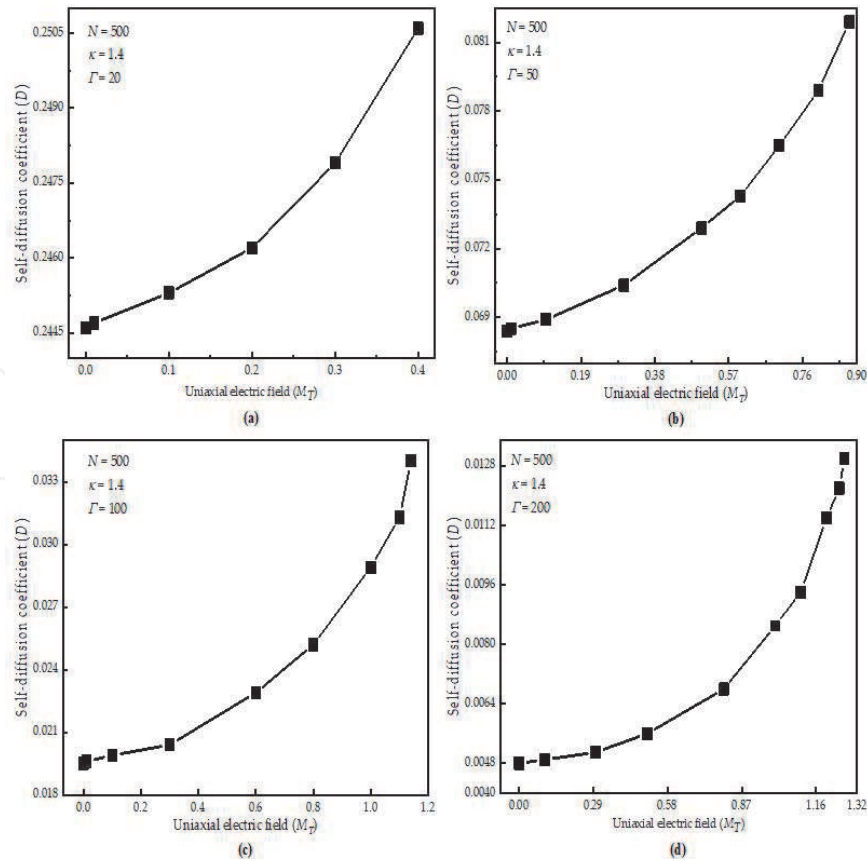 N = 500
κ = 1.4
Γ = 20
Self-diffusion coefficient (D)
0.2505
0.2490
0.2475
0.2460
0.2445
0.0 0.1 0.2 0.3 0.4
Uniaxial electric field (M_T)
(a)
N = 500
κ = 1.4
Γ = 50
Self-diffusion coefficient (D)
0.081
0.078
0.075
0.072
0.069
0.00 0.19 0.38 0.57 0.76 0.90
Uniaxial electric field (M_T)
(b)
N = 500
κ = 1.4
Γ = 100
Self-diffusion coefficient (D)
0.033
0.030
0.027
0.024
0.021
0.018
0.0 0.2 0.4 0.6 0.8 1.0 1.2
Uniaxial electric field (M_T)
(c)
N = 500
κ = 1.4
Γ = 200
Self-diffusion coefficient (D)
0.0128
0.0112
0.0096
0.0080
0.0064
0.0048
0.0040
0.00 0.29 0.58 0.87 1.16 1.32
Uniaxial electric field (M_T)
(d)